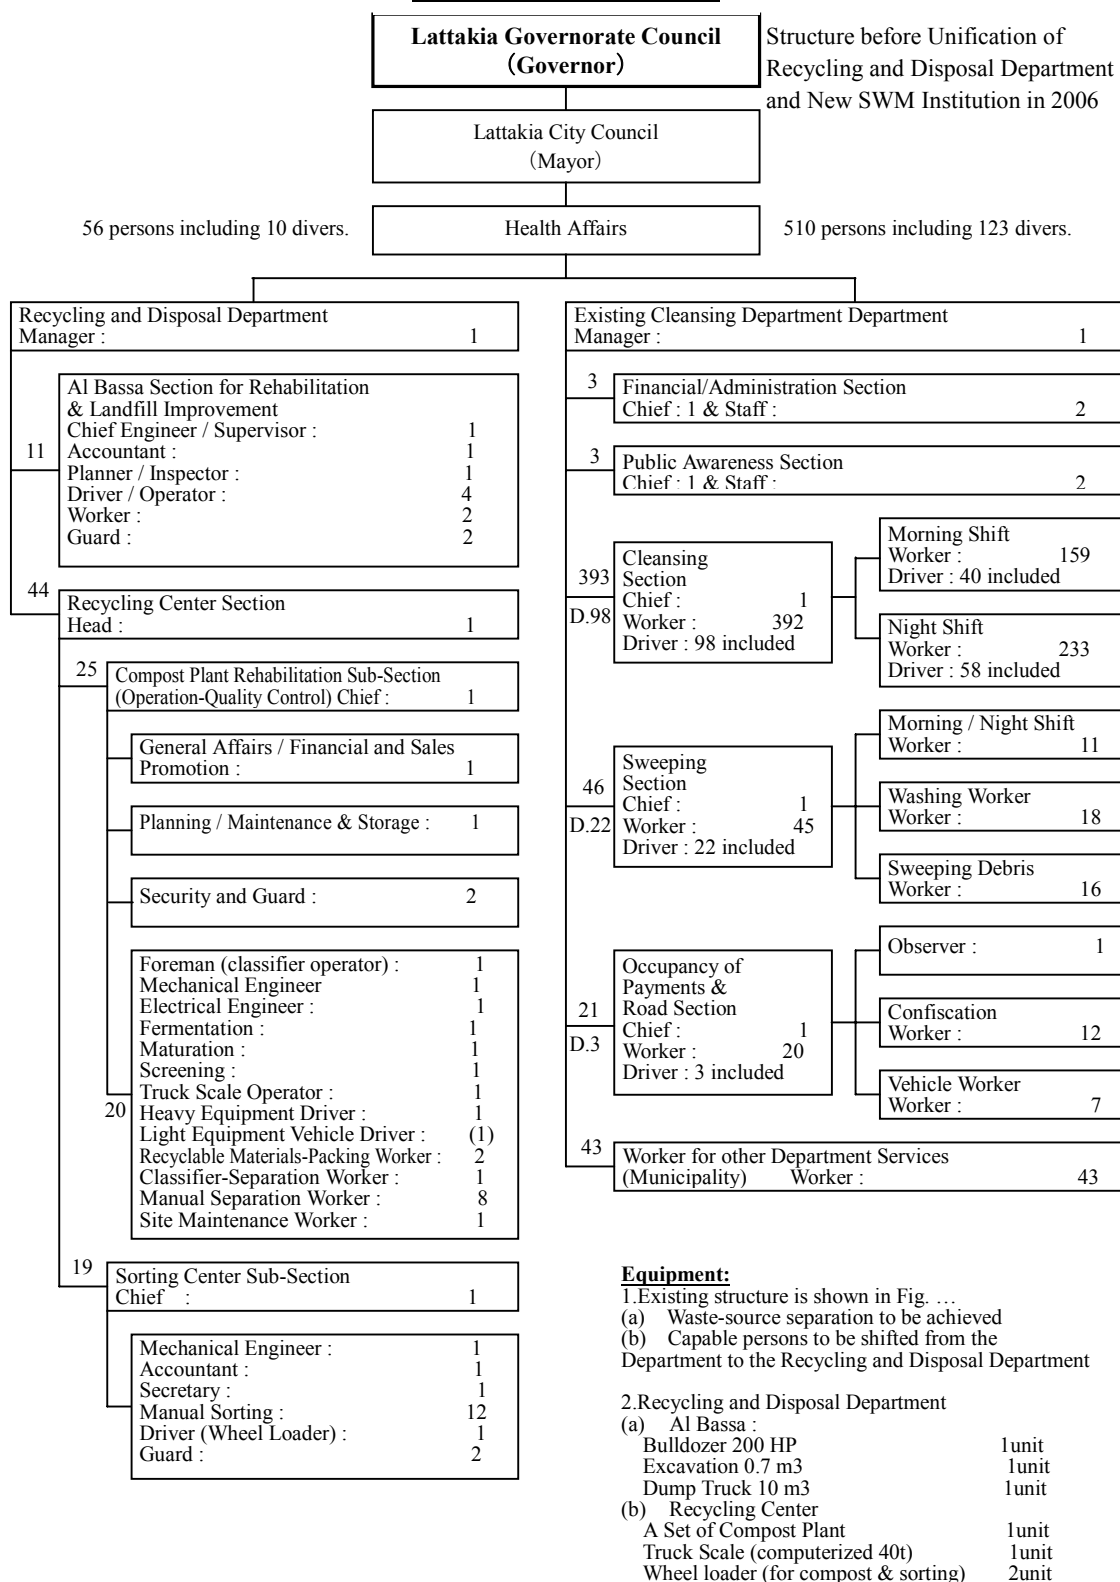 Lattakia Governorate Council
(Governor)
Structure before Unification of
Recycling and Disposal Department
and New SWM Institution in 2006
Lattakia City Council
(Mayor)
56 persons including 10 divers.
Health Affairs
510 persons including 123 divers.
Recycling and Disposal Department
Manager : 1
11
Al Bassa Section for Rehabilitation
& Landfill Improvement
Chief Engineer / Supervisor : 1
Accountant : 1
Planner / Inspector : 1
Driver / Operator : 4
Worker : 2
Guard : 2
44
Recycling Center Section
Head : 1
25
Compost Plant Rehabilitation Sub-Section
(Operation-Quality Control) Chief : 1
General Affairs / Financial and Sales
Promotion : 1
Planning / Maintenance & Storage : 1
Security and Guard : 2
20
Foreman (classifier operator) : 1
Mechanical Engineer 1
Electrical Engineer : 1
Fermentation : 1
Maturation : 1
Screening : 1
Truck Scale Operator : 1
Heavy Equipment Driver : 1
Light Equipment Vehicle Driver : (1)
Recyclable Materials-Packing Worker : 2
Classifier-Separation Worker : 1
Manual Separation Worker : 8
Site Maintenance Worker : 1
19
Sorting Center Sub-Section
Chief : 1
Mechanical Engineer : 1
Accountant : 1
Secretary : 1
Manual Sorting : 12
Driver (Wheel Loader) : 1
Guard : 2
Existing Cleansing Department Department
Manager : 1
3
Financial/Administration Section
Chief : 1 & Staff : 2
3
Public Awareness Section
Chief : 1 & Staff : 2
393
D.98
Cleansing
Section
Chief : 1
Worker : 392
Driver : 98 included
Morning Shift
Worker : 159
Driver : 40 included
Night Shift
Worker : 233
Driver : 58 included
46
D.22
Sweeping
Section
Chief : 1
Worker : 45
Driver : 22 included
Morning / Night Shift
Worker : 11
Washing Worker
Worker : 18
Sweeping Debris
Worker : 16
21
D.3
Occupancy of
Payments &
Road Section
Chief : 1
Worker : 20
Driver : 3 included
Observer : 1
Confiscation
Worker : 12
Vehicle Worker
Worker : 7
43
Worker for other Department Services
(Municipality) Worker : 43
Equipment:
1.Existing structure is shown in Fig. …
(a) Waste-source separation to be achieved
(b) Capable persons to be shifted from the
Department to the Recycling and Disposal Department
2.Recycling and Disposal Department
(a) Al Bassa :
Bulldozer 200 HP 1unit
Excavation 0.7 m3 1unit
Dump Truck 10 m3 1unit
(b) Recycling Center
A Set of Compost Plant 1unit
Truck Scale (computerized 40t) 1unit
Wheel loader (for compost & sorting) 2unit